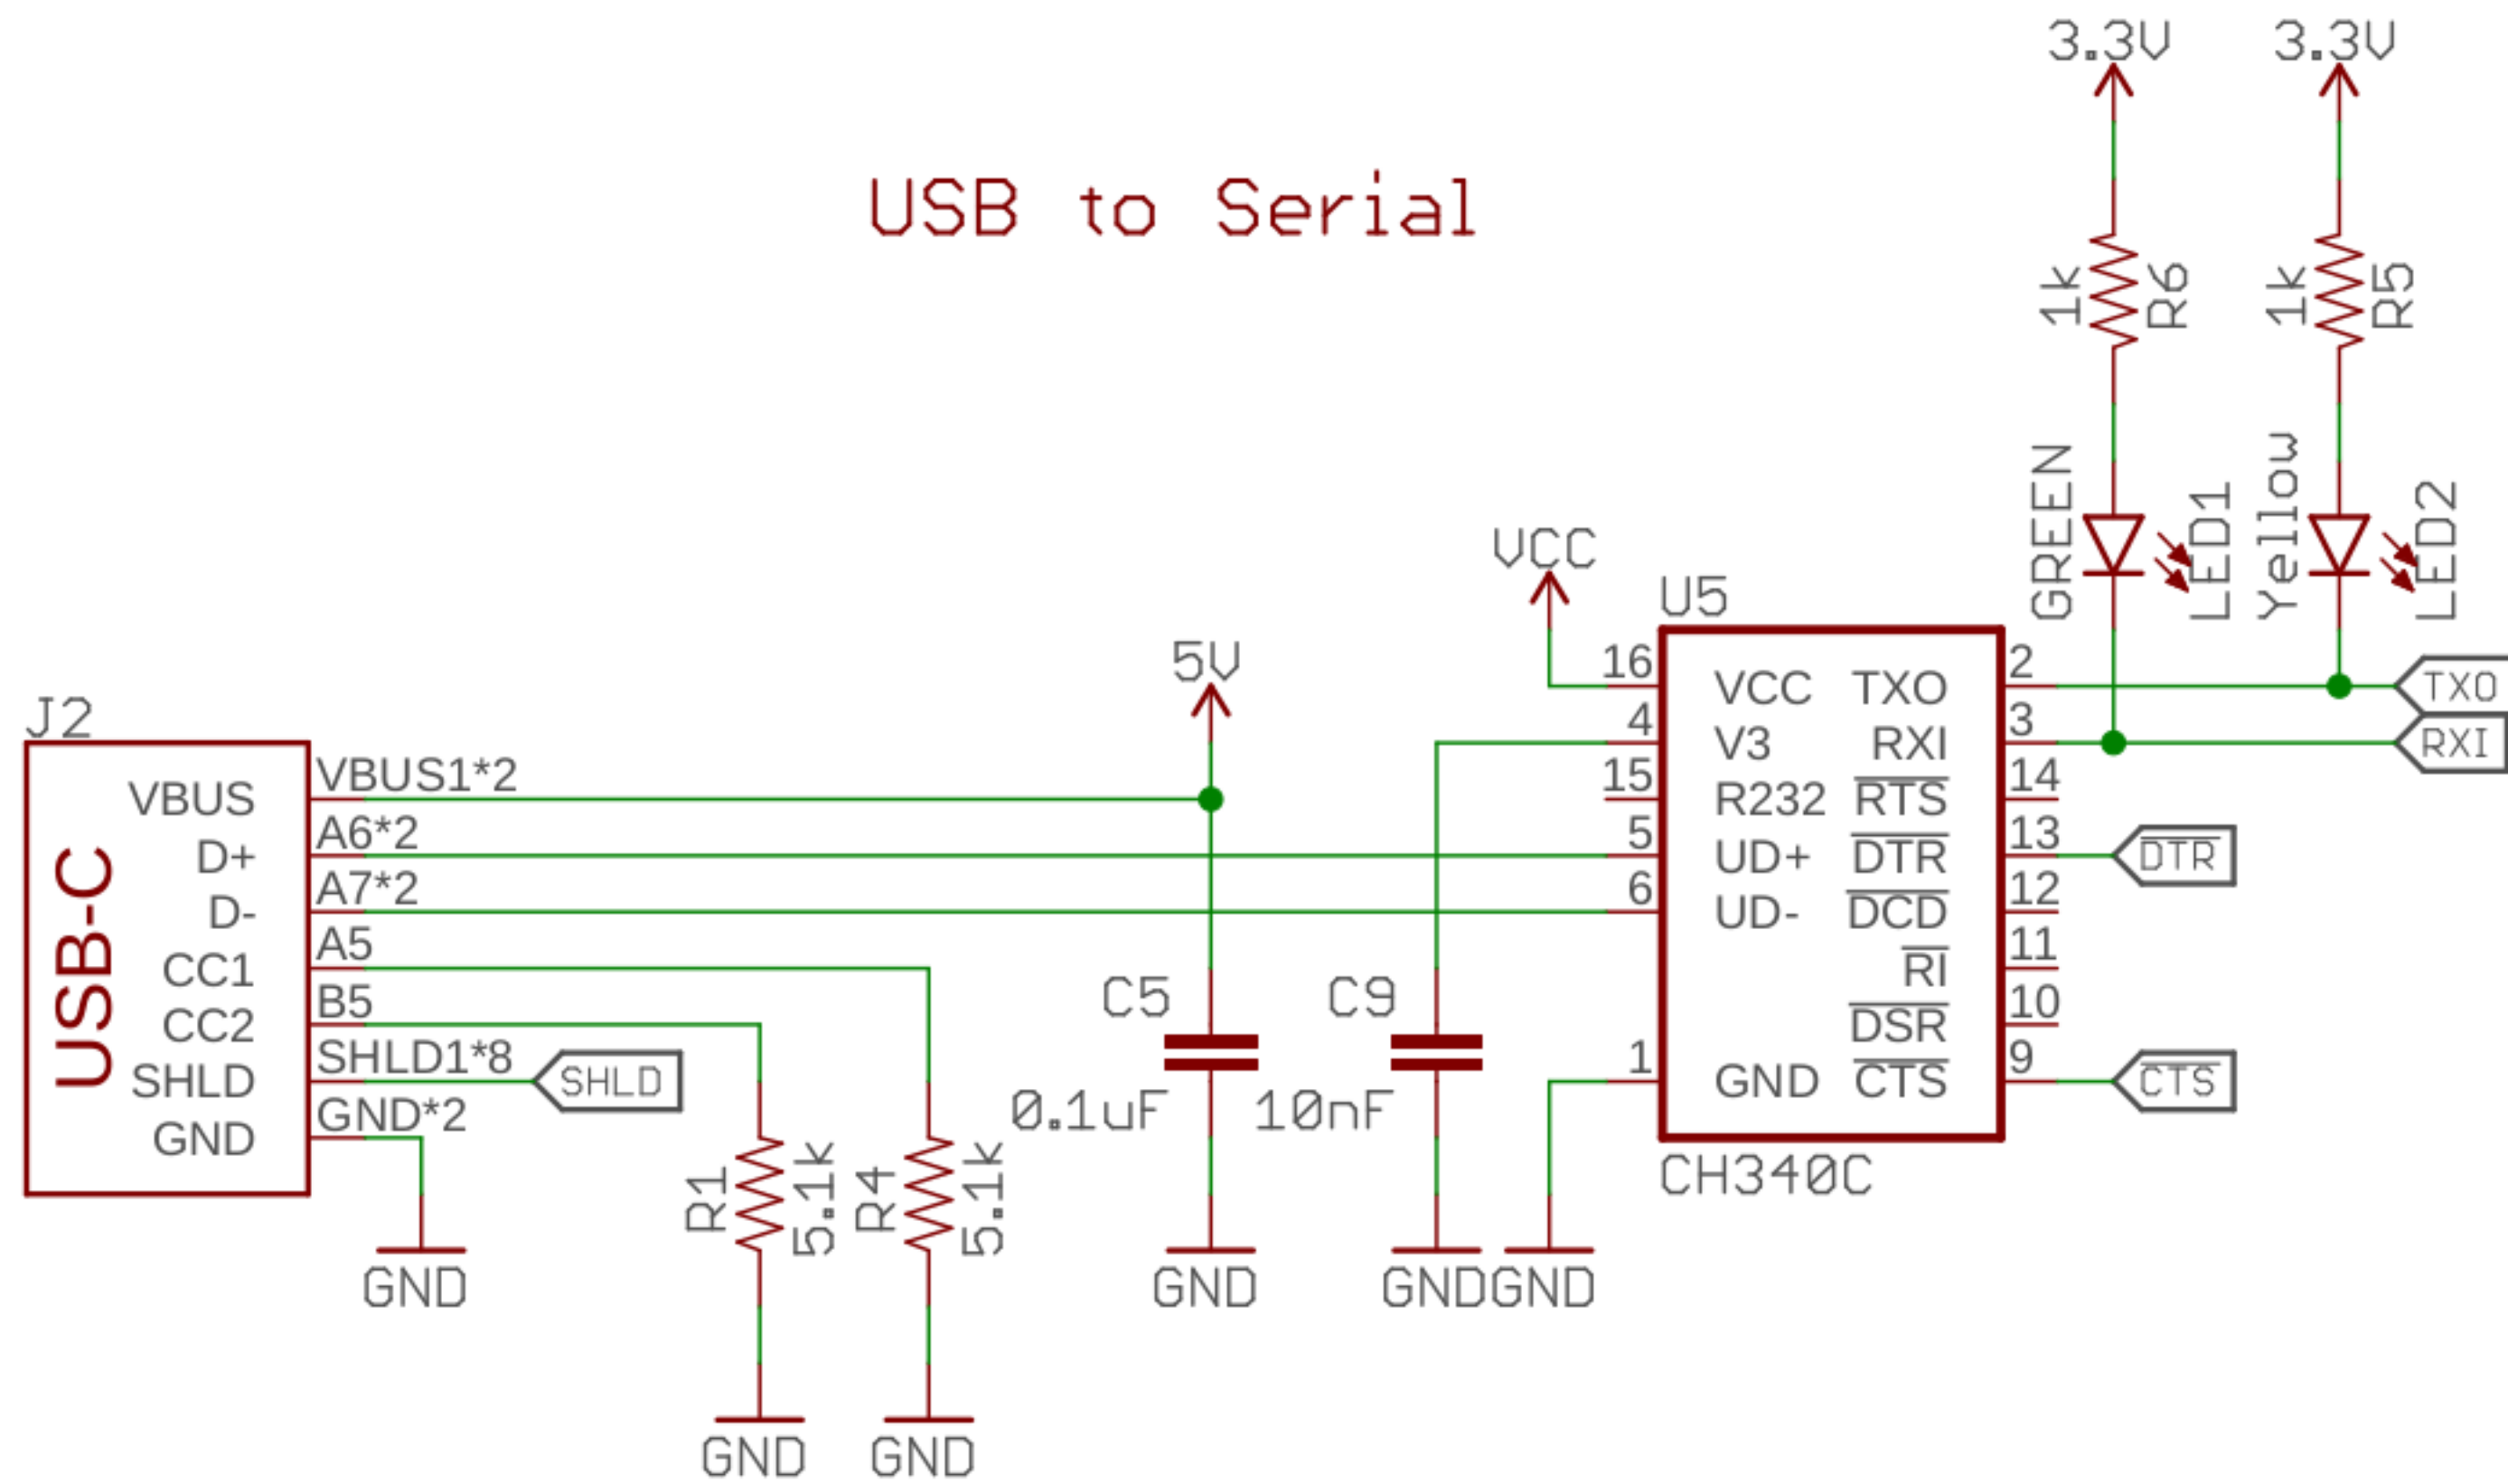 3.3V 3.3V
USB to Serial
1k R6 1k R5
GREEN LED1 Yellow LED2
VCC
U5
5V
J2
USB-C
VBUS VBUS1*2
D+ A6*2
D- A7*2
CC1 A5
CC2 B5
SHLD SHLD1*8 SHLD
GND GND*2
GND
R1 5.1k R4 5.1k
GND GND
C5 0.1uF
C9 10nF
GND GND GND
16 VCC TXO 2 TXO
4 V3 RXI 3 RXI
15 R232 RTS 14
5 UD+ DTR 13 DTR
6 UD- DCD 12
RI 11
DSR 10
1 GND CTS 9 CTS
CH340C